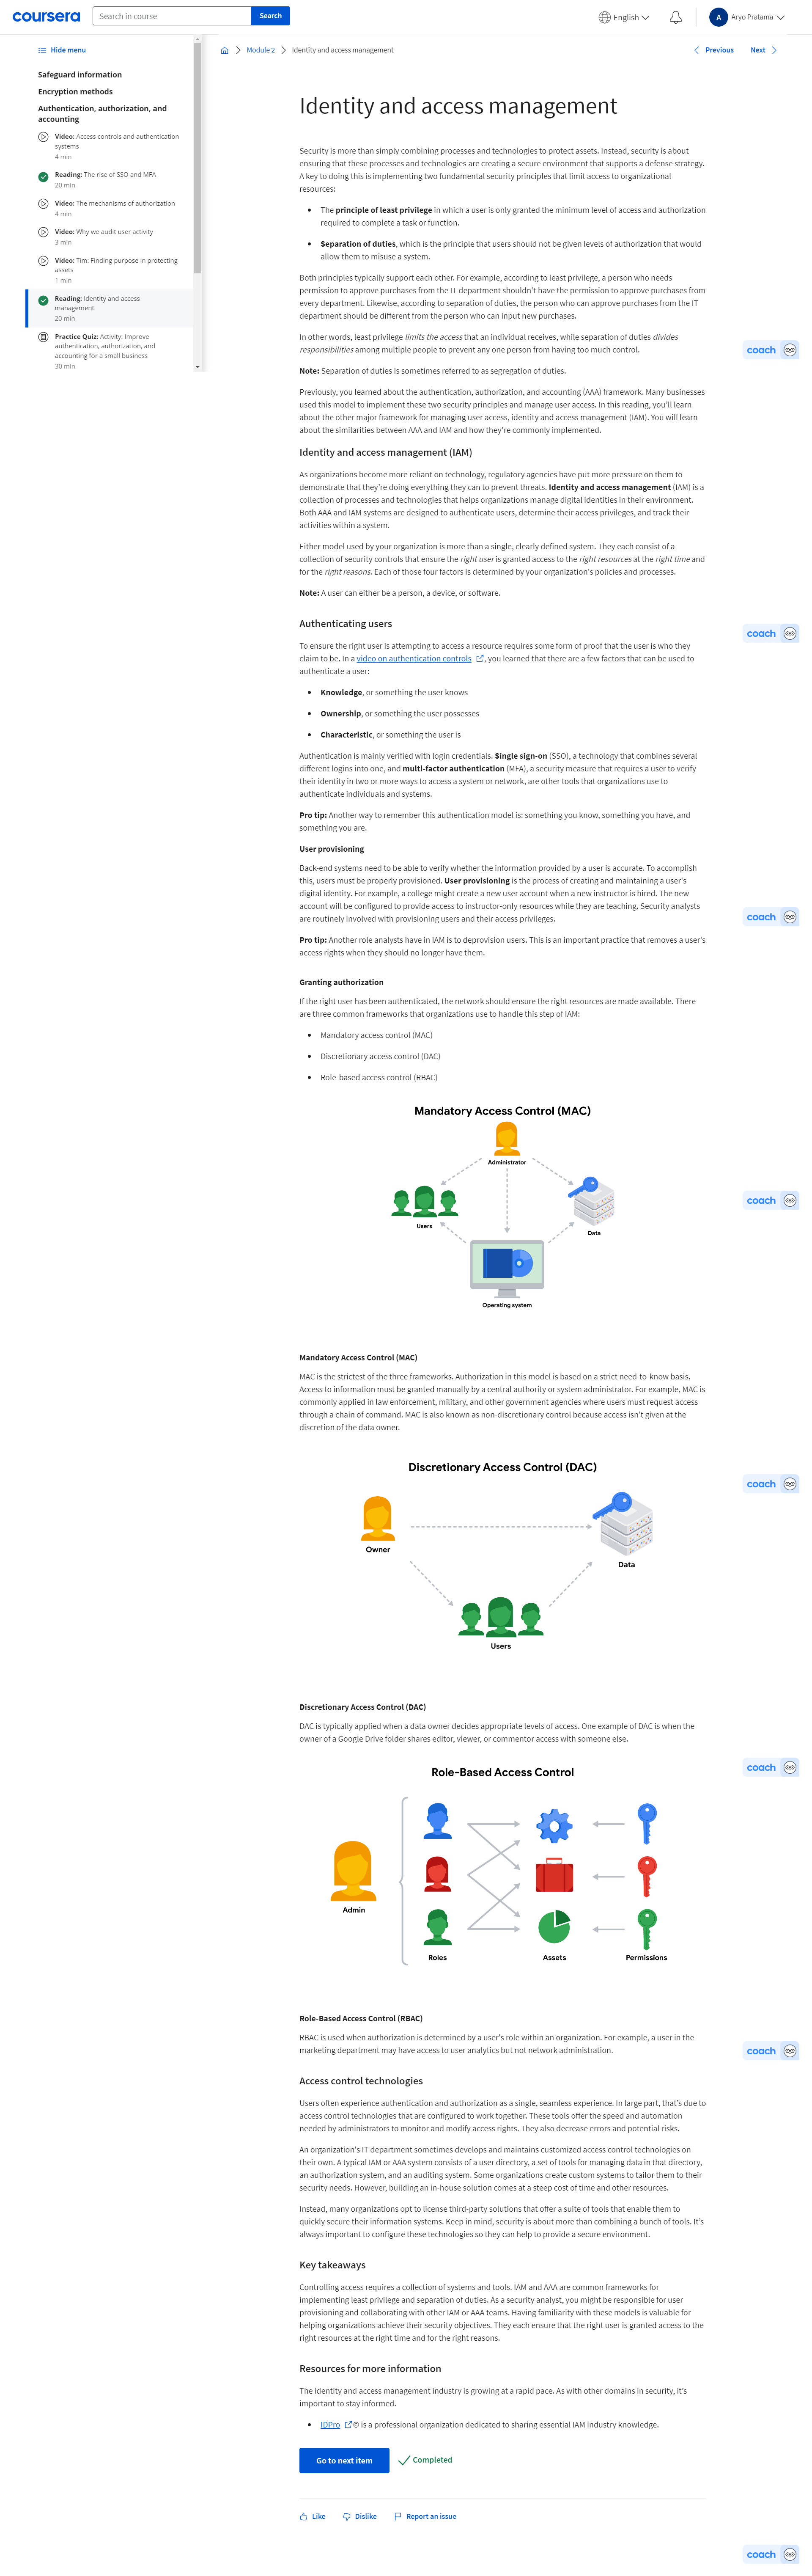 coursera
Search in course
Search
English
A
Aryo Pratama
Hide menu
Module 2
Identity and access management
Previous
Next
Safeguard information
Encryption methods
Authentication, authorization, and
accounting
Video: Access controls and authentication
systems
4 min
Reading: The rise of SSO and MFA
20 min
Video: The mechanisms of authorization
4 min
Video: Why we audit user activity
3 min
Video: Tim: Finding purpose in protecting
assets
1 min
Reading: Identity and access
management
20 min
Practice Quiz: Activity: Improve
authentication, authorization, and
accounting for a small business
30 min
Identity and access management
Security is more than simply combining processes and technologies to protect assets. Instead, security is about
ensuring that these processes and technologies are creating a secure environment that supports a defense strategy.
A key to doing this is implementing two fundamental security principles that limit access to organizational
resources:
• The principle of least privilege in which a user is only granted the minimum level of access and authorization
required to complete a task or function.
• Separation of duties, which is the principle that users should not be given levels of authorization that would
allow them to misuse a system.
Both principles typically support each other. For example, according to least privilege, a person who needs
permission to approve purchases from the IT department shouldn't have the permission to approve purchases from
every department. Likewise, according to separation of duties, the person who can approve purchases from the IT
department should be different from the person who can input new purchases.
In other words, least privilege limits the access that an individual receives, while separation of duties divides
responsibilities among multiple people to prevent any one person from having too much control.
coach
Note: Separation of duties is sometimes referred to as segregation of duties.
Previously, you learned about the authentication, authorization, and accounting (AAA) framework. Many businesses
used this model to implement these two security principles and manage user access. In this reading, you'll learn
about the other major framework for managing user access, identity and access management (IAM). You will learn
about the similarities between AAA and IAM and how they're commonly implemented.
Identity and access management (IAM)
As organizations become more reliant on technology, regulatory agencies have put more pressure on them to
demonstrate that they're doing everything they can to prevent threats. Identity and access management (IAM) is a
collection of processes and technologies that helps organizations manage digital identities in their environment.
Both AAA and IAM systems are designed to authenticate users, determine their access privileges, and track their
activities within a system.
Either model used by your organization is more than a single, clearly defined system. They each consist of a
collection of security controls that ensure the right user is granted access to the right resources at the right time and
for the right reasons. Each of those four factors is determined by your organization's policies and processes.
Note: A user can either be a person, a device, or software.
Authenticating users
coach
To ensure the right user is attempting to access a resource requires some form of proof that the user is who they
claim to be. In a video on authentication controls, you learned that there are a few factors that can be used to
authenticate a user:
• Knowledge, or something the user knows
• Ownership, or something the user possesses
• Characteristic, or something the user is
Authentication is mainly verified with login credentials. Single sign-on (SSO), a technology that combines several
different logins into one, and multi-factor authentication (MFA), a security measure that requires a user to verify
their identity in two or more ways to access a system or network, are other tools that organizations use to
authenticate individuals and systems.
Pro tip: Another way to remember this authentication model is: something you know, something you have, and
something you are.
User provisioning
Back-end systems need to be able to verify whether the information provided by a user is accurate. To accomplish
this, users must be properly provisioned. User provisioning is the process of creating and maintaining a user's
digital identity. For example, a college might create a new user account when a new instructor is hired. The new
account will be configured to provide access to instructor-only resources while they are teaching. Security analysts
are routinely involved with provisioning users and their access privileges.
coach
Pro tip: Another role analysts have in IAM is to deprovision users. This is an important practice that removes a user's
access rights when they should no longer have them.
Granting authorization
If the right user has been authenticated, the network should ensure the right resources are made available. There
are three common frameworks that organizations use to handle this step of IAM:
• Mandatory access control (MAC)
• Discretionary access control (DAC)
• Role-based access control (RBAC)
Mandatory Access Control (MAC)
Administrator
Users
Data
Operating system
coach
Mandatory Access Control (MAC)
MAC is the strictest of the three frameworks. Authorization in this model is based on a strict need-to-know basis.
Access to information must be granted manually by a central authority or system administrator. For example, MAC is
commonly applied in law enforcement, military, and other government agencies where users must request access
through a chain of command. MAC is also known as non-discretionary control because access isn't given at the
discretion of the data owner.
Discretionary Access Control (DAC)
coach
Owner
Data
Users
Discretionary Access Control (DAC)
DAC is typically applied when a data owner decides appropriate levels of access. One example of DAC is when the
owner of a Google Drive folder shares editor, viewer, or commentor access with someone else.
coach
Role-Based Access Control
Admin
Roles
Assets
Permissions
Role-Based Access Control (RBAC)
RBAC is used when authorization is determined by a user's role within an organization. For example, a user in the
marketing department may have access to user analytics but not network administration.
coach
Access control technologies
Users often experience authentication and authorization as a single, seamless experience. In large part, that's due to
access control technologies that are configured to work together. These tools offer the speed and automation
needed by administrators to monitor and modify access rights. They also decrease errors and potential risks.
An organization's IT department sometimes develops and maintains customized access control technologies on
their own. A typical IAM or AAA system consists of a user directory, a set of tools for managing data in that directory,
an authorization system, and an auditing system. Some organizations create custom systems to tailor them to their
security needs. However, building an in-house solution comes at a steep cost of time and other resources.
Instead, many organizations opt to license third-party solutions that offer a suite of tools that enable them to
quickly secure their information systems. Keep in mind, security is about more than combining a bunch of tools. It's
always important to configure these technologies so they can help to provide a secure environment.
Key takeaways
Controlling access requires a collection of systems and tools. IAM and AAA are common frameworks for
implementing least privilege and separation of duties. As a security analyst, you might be responsible for user
provisioning and collaborating with other IAM or AAA teams. Having familiarity with these models is valuable for
helping organizations achieve their security objectives. They each ensure that the right user is granted access to the
right resources at the right time and for the right reasons.
Resources for more information
The identity and access management industry is growing at a rapid pace. As with other domains in security, it's
important to stay informed.
• IDPro © is a professional organization dedicated to sharing essential IAM industry knowledge.
Go to next item
Completed
Like
Dislike
Report an issue
coach